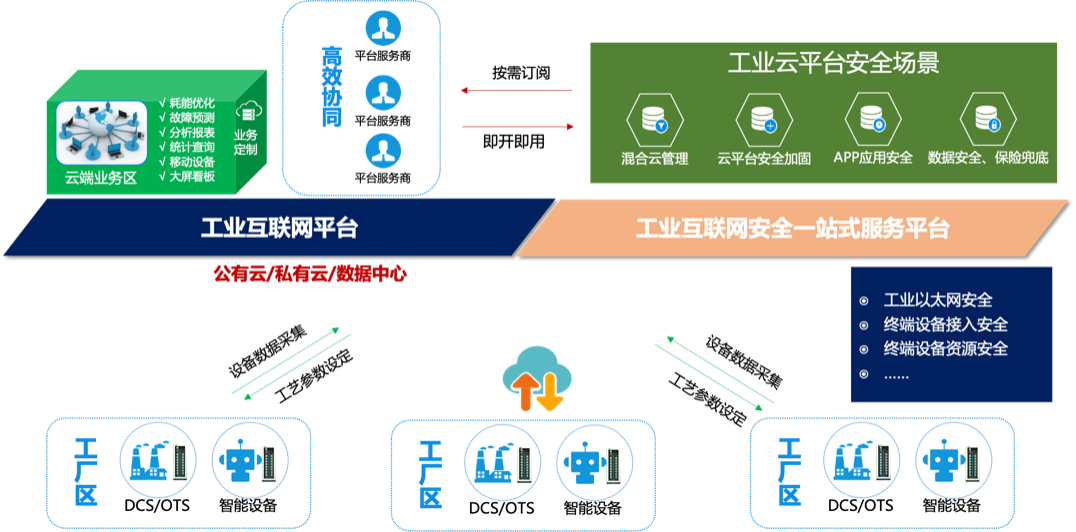 高效协同
平台服务商
平台服务商
平台服务商
按需订阅
即开即用
工业云平台安全场景
混合云管理
云平台安全加固
APP应用安全
数据安全、保险兜底
√ 耗能优化
√ 故障预测
√ 分析报表
√ 统计查询
√ 移动设备
√ 大屏看板
云端业务区
业务
定制
工业互联网平台
工业互联网安全一站式服务平台
公有云/私有云/数据中心
工业以太网安全
终端设备接入安全
终端设备资源安全
……
设备数据采集
工艺参数设定
设备数据采集
工艺参数设定
工厂区
DCS/OTS
智能设备
工厂区
DCS/OTS
智能设备
工厂区
DCS/OTS
智能设备